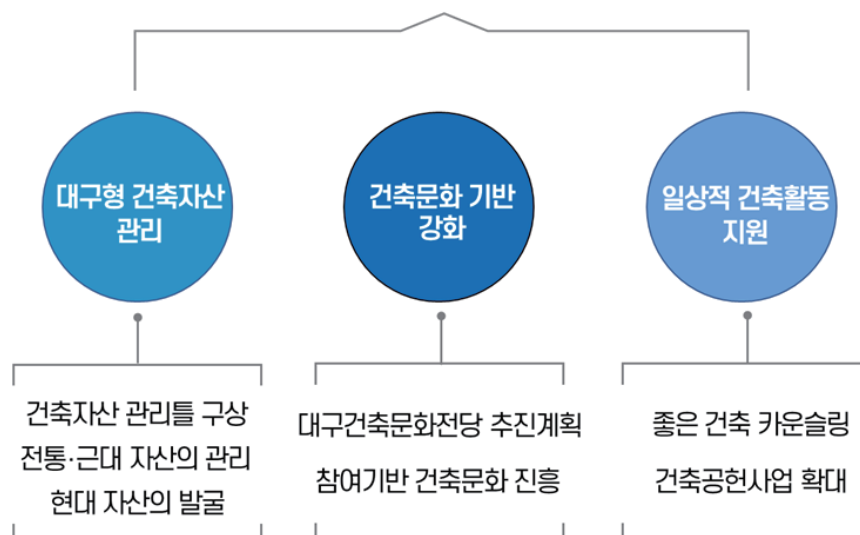 대구형 건축자산
관리
건축문화 기반
강화
일상적 건축활동
지원
건축자산 관리틀 구상
전통·근대 자산의 관리
현대 자산의 발굴
대구건축문화전당 추진계획
참여기반 건축문화 진흥
좋은 건축 카운슬링
건축공헌사업 확대